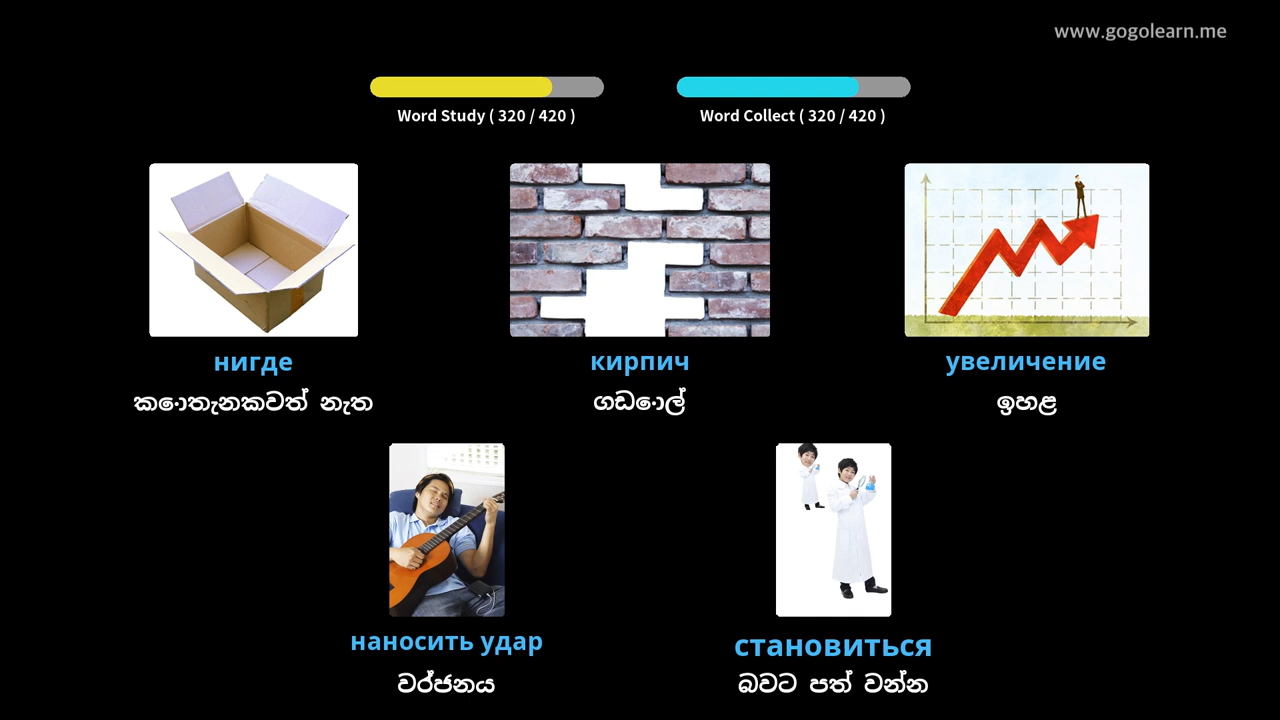 www.gogolearn.me
Word Study ( 320 / 420 )
Word Collect ( 320 / 420 )
нигде
кирпич
увеличение
කොතැනකවත් නැත
ගඩොල්
ඉහළ
наносить удар
становиться
වර්ජනය
බවට පත් වන්න